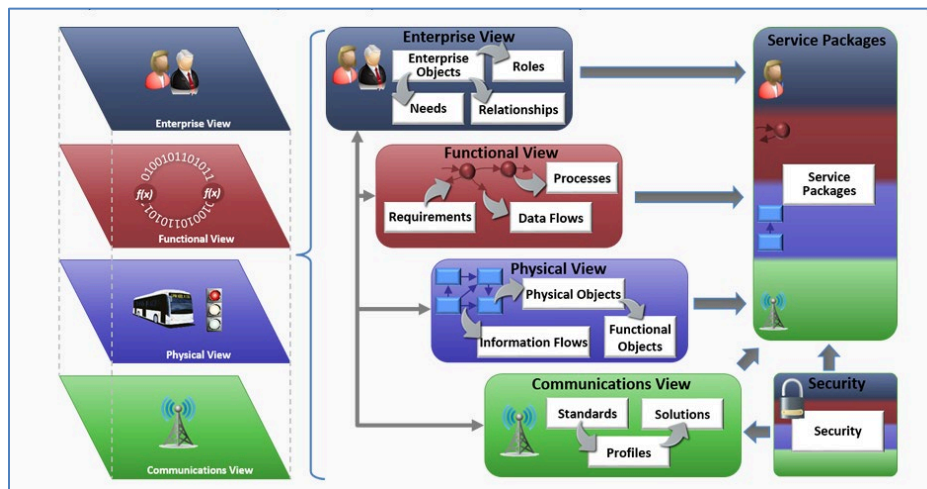 Enterprise View
0100101101011
f(x)
f(x)
Functional View
Physical View
Communications View
Enterprise View
Enterprise
Objects
Roles
Needs
Relationships
Functional View
Processes
Requirements
Data Flows
Physical View
Physical Objects
Information Flows
Functional
Objects
Communications View
Standards
Solutions
Profiles
Service Packages
Service
Packages
Security
Security